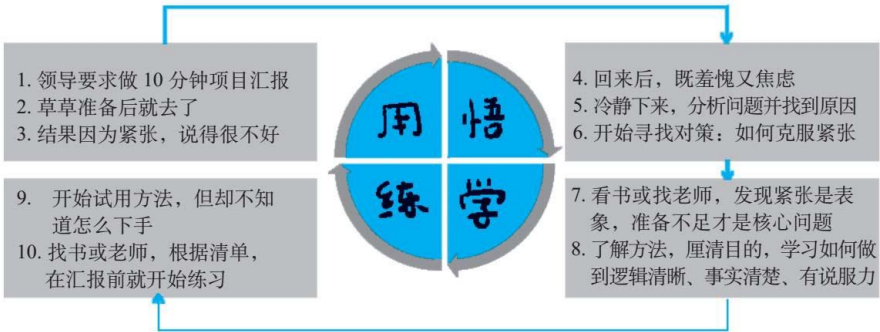 1. 领导要求做 10 分钟项目汇报
2. 草草准备后就去了
3. 结果因为紧张，说得很不好
用 悟
4. 回来后，既羞愧又焦虑
5. 冷静下来，分析问题并找到原因
6. 开始寻找对策：如何克服紧张
9. 开始试用方法，但却不知
道怎么下手
10. 找书或老师，根据清单，
在汇报前就开始练习
练 学
7. 看书或找老师，发现紧张是表
象，准备不足才是核心问题
8. 了解方法，厘清目的，学习如何做
到逻辑清晰、事实清楚、有说服力